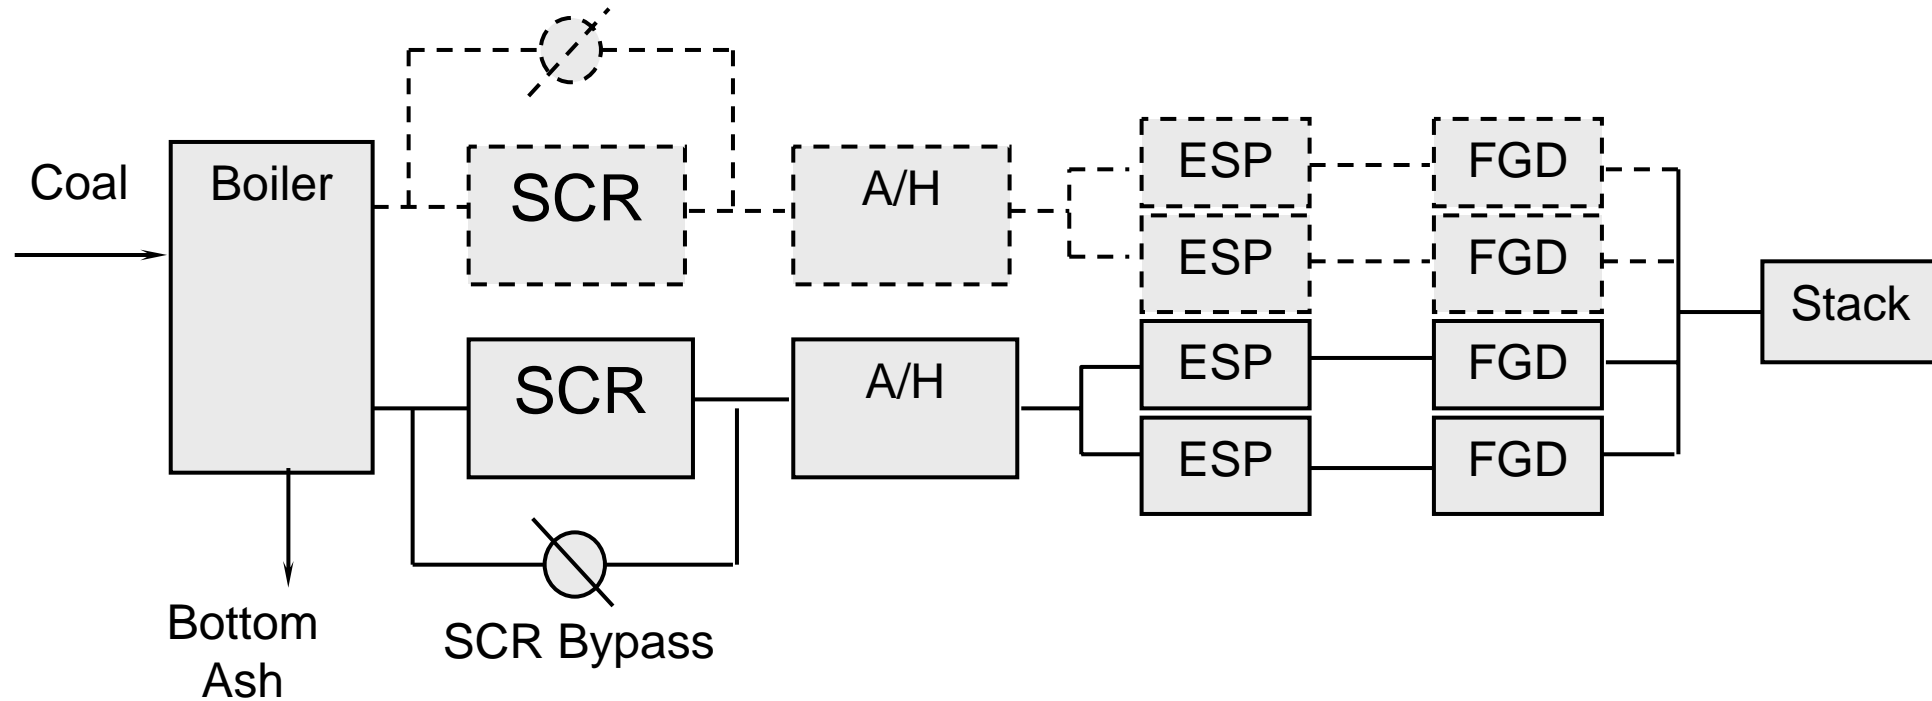 Coal
Boiler
SCR
A/H
ESP
FGD
ESP
FGD
Stack
SCR
A/H
ESP
FGD
ESP
FGD
Bottom
Ash
SCR Bypass